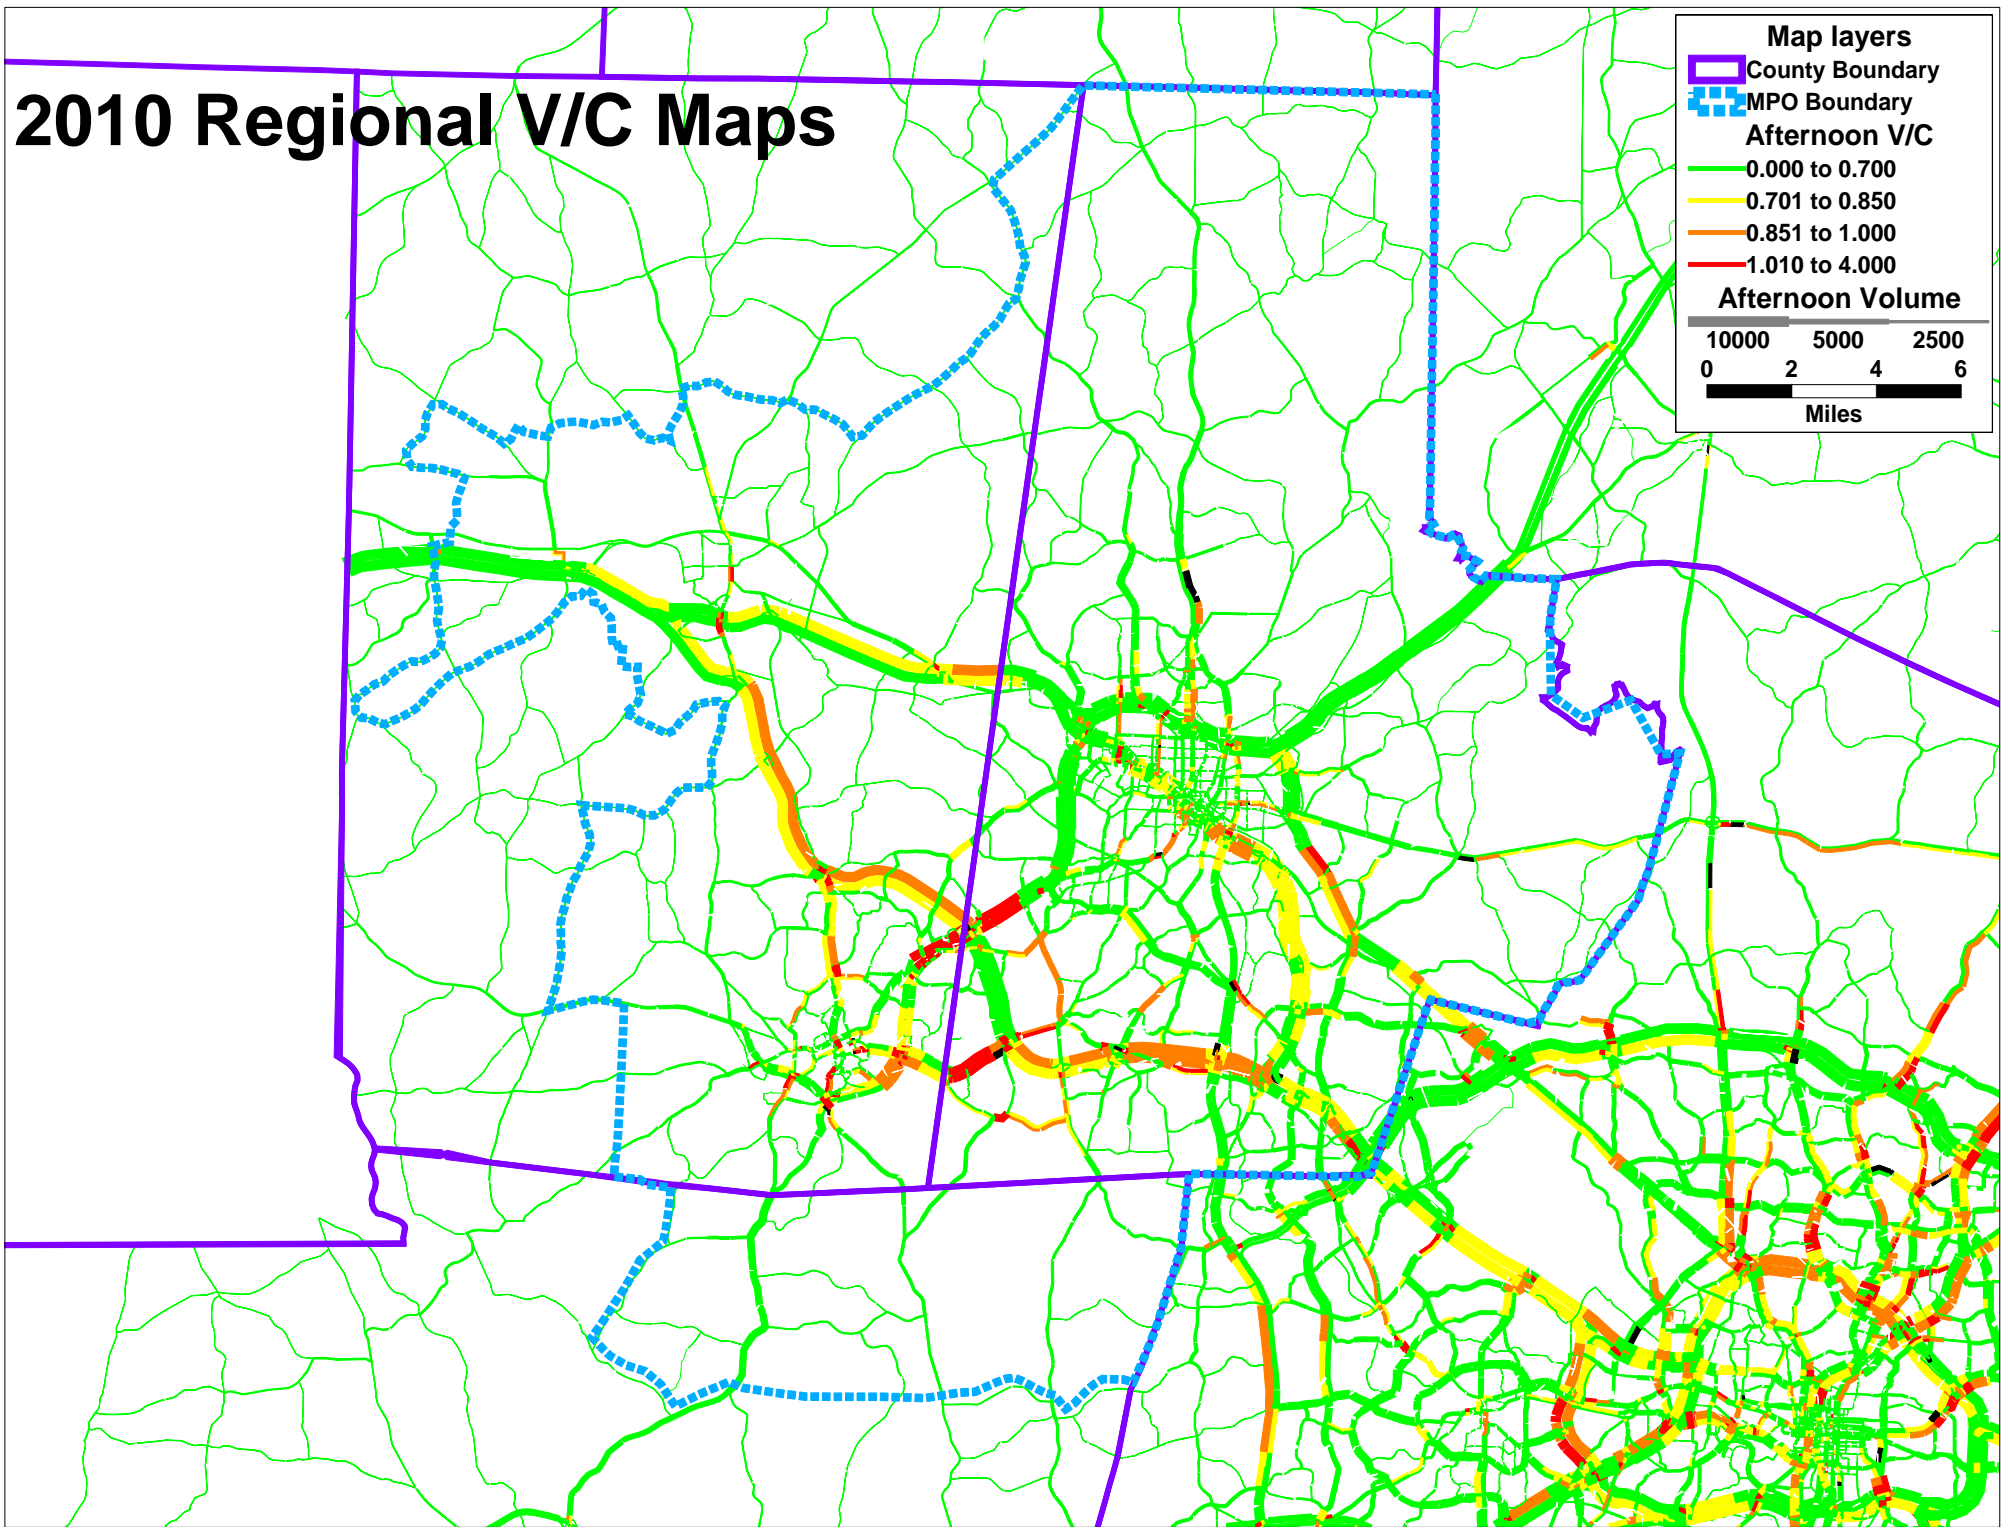 2010 Regional V/C Maps
Map layers
County Boundary
MPO Boundary
Afternoon V/C
0.000 to 0.700
0.701 to 0.850
0.851 to 1.000
1.010 to 4.000
Afternoon Volume
10000 5000 2500
0 2 4 6
Miles